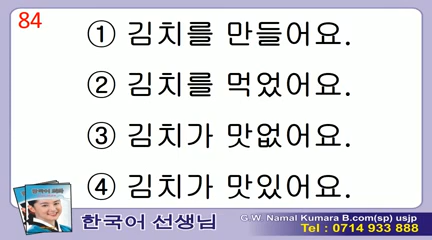 84
① 김치를 만들어요.
② 김치를 먹었어요.
③ 김치가 맛없어요.
④ 김치가 맛있어요.
한국어 선생님
G.W. Namal Kumara B.com(sp) usjp
Tel : 0714 933 888